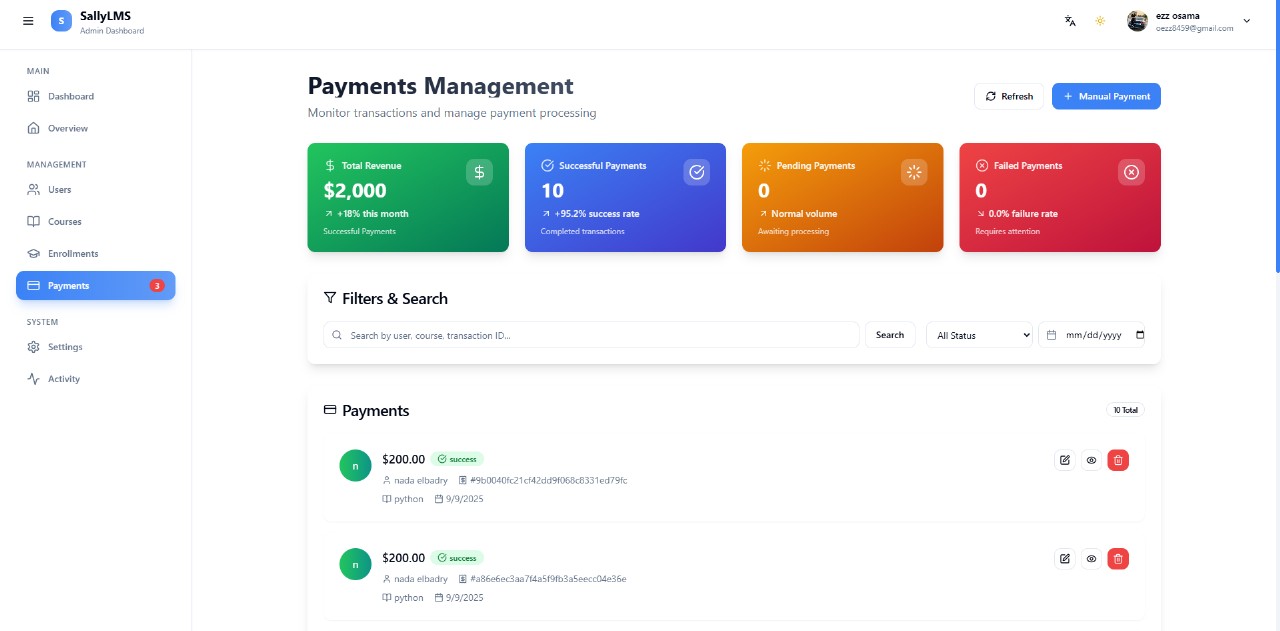 S
SallyLMS
Admin Dashboard
ezz osama
oezz8459@gmail.com
MAIN
Dashboard
Overview
MANAGEMENT
Users
Courses
Enrollments
Payments 3
SYSTEM
Settings
Activity
Payments Management
Monitor transactions and manage payment processing
Refresh
+ Manual Payment
Total Revenue
$2,000
+18% this month
Successful Payments
Successful Payments
10
+95.2% success rate
Completed transactions
Pending Payments
0
Normal volume
Awaiting processing
Failed Payments
0
0.0% failure rate
Requires attention
Filters & Search
Search by user, course, transaction ID...
Search
All Status
mm/dd/yyyy
Payments
10 Total
n
$200.00 success
nada elbadry #9b0040fc21cf42dd9f068c8331ed79fc
python 9/9/2025
n
$200.00 success
nada elbadry #a86e6ec3aa7f4a5f9fb3a5eecc04e36e
python 9/9/2025